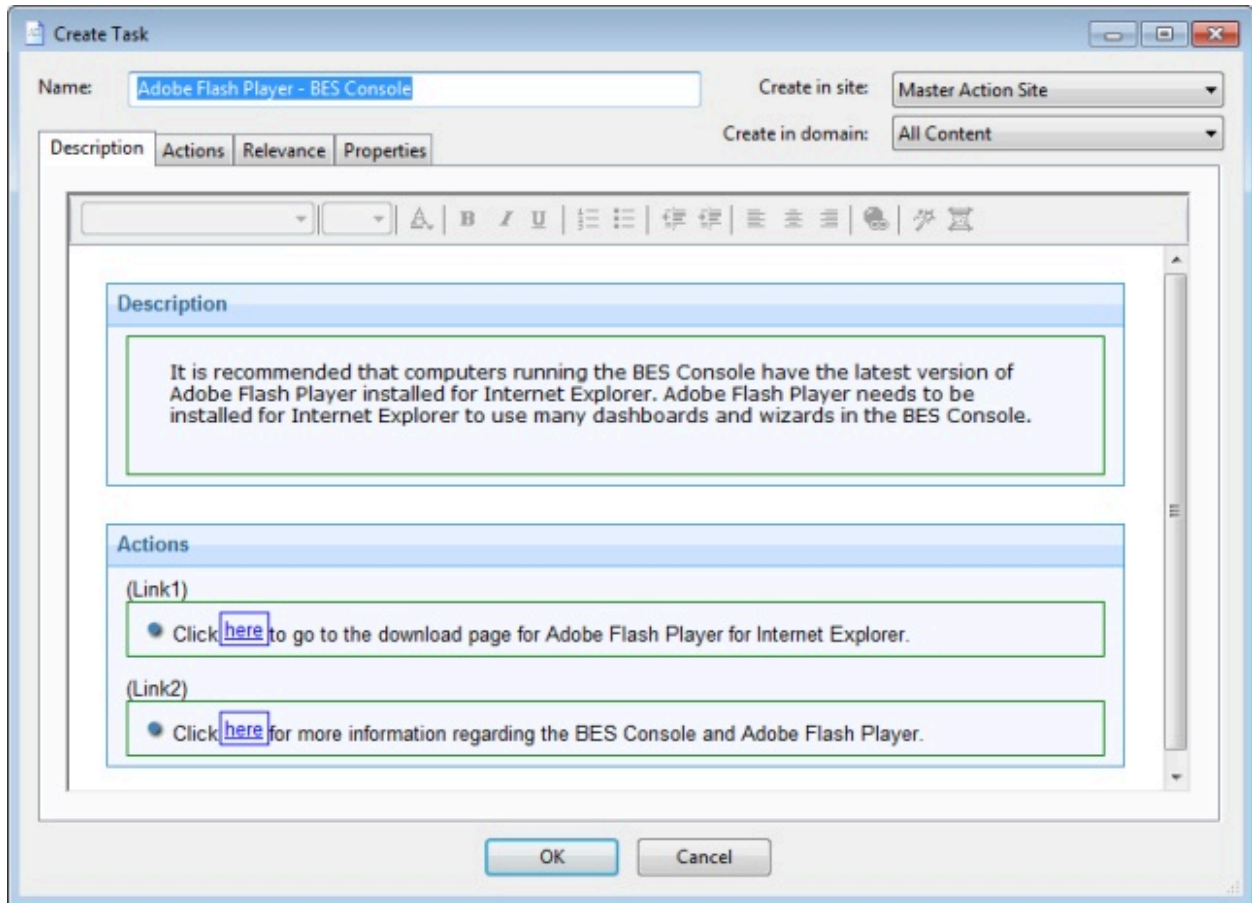 Create Task
Name: Adobe Flash Player - BES Console Create in site: Master Action Site
Create in domain: All Content
Description Actions Relevance Properties
B I U
Description
It is recommended that computers running the BES Console have the latest version of
Adobe Flash Player installed for Internet Explorer. Adobe Flash Player needs to be
installed for Internet Explorer to use many dashboards and wizards in the BES Console.
Actions
(Link1)
Click here to go to the download page for Adobe Flash Player for Internet Explorer.
(Link2)
Click here for more information regarding the BES Console and Adobe Flash Player.
OK Cancel